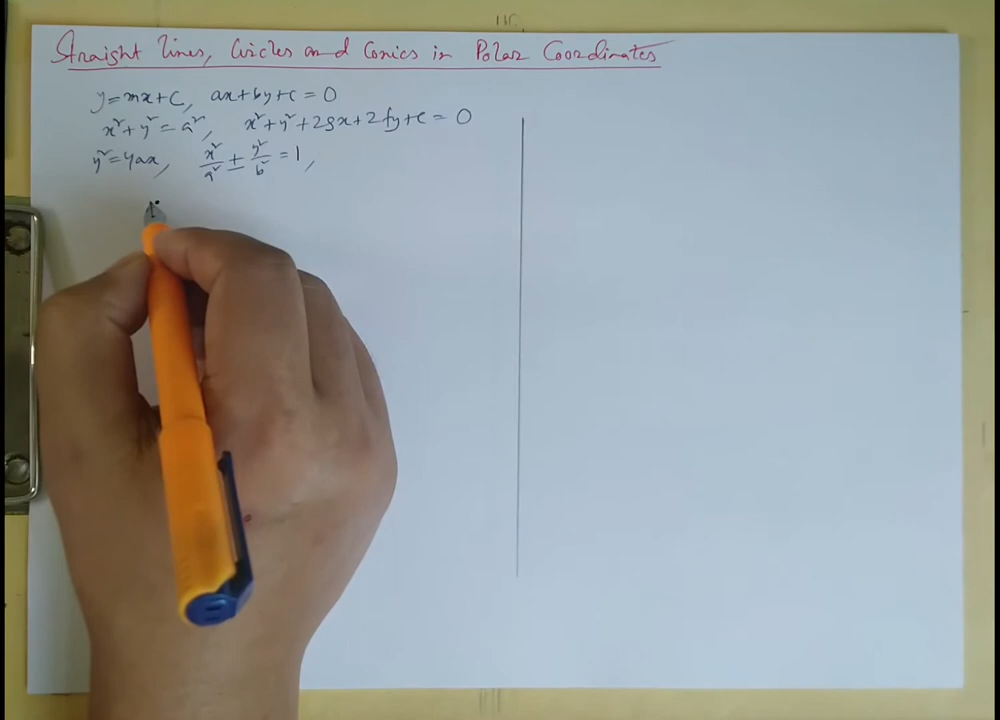 Straight lines, Circles and Conics in Polar Coordinates
y=mx+c, ax+by+c=0
x²+y²=a², x²+y²+2gx+2fy+c=0
y²=4ax, x²/a² ± y²/b² = 1,